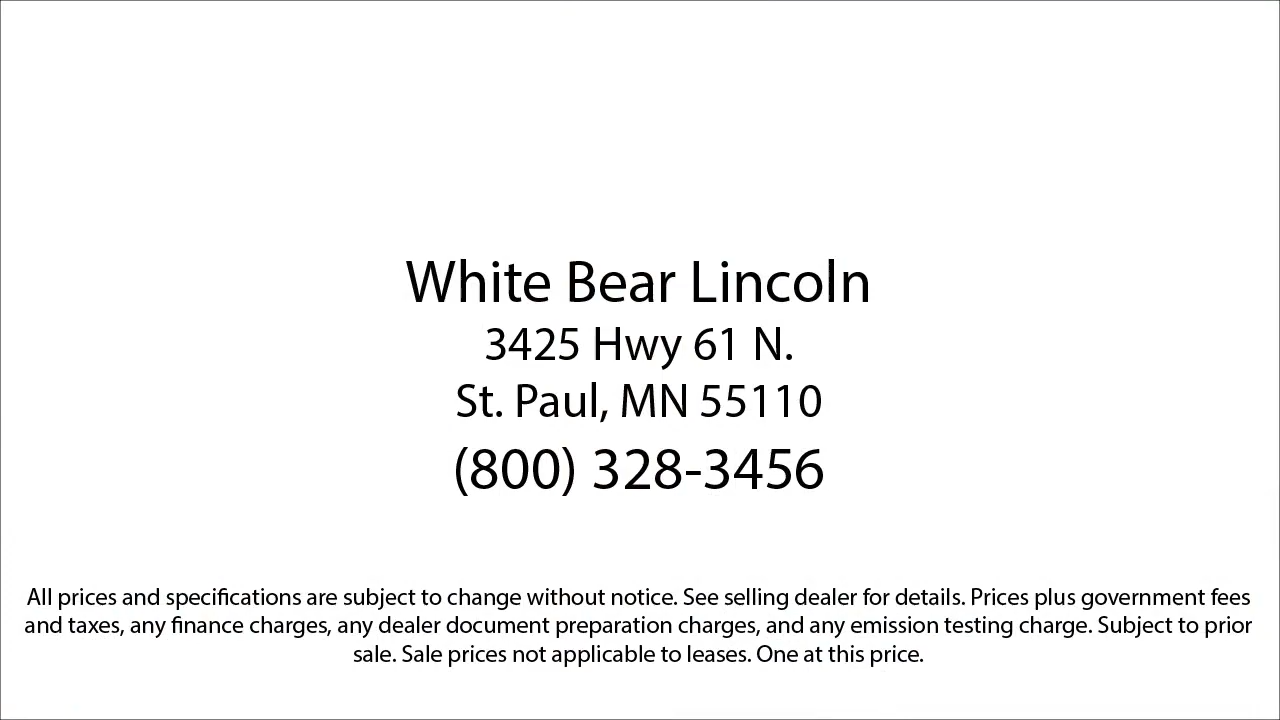 White Bear Lincoln
3425 Hwy 61 N.
St. Paul, MN 55110
(800) 328-3456
All prices and specifications are subject to change without notice. See selling dealer for details. Prices plus government fees
and taxes, any finance charges, any dealer document preparation charges, and any emission testing charge. Subject to prior
sale. Sale prices not applicable to leases. One at this price.